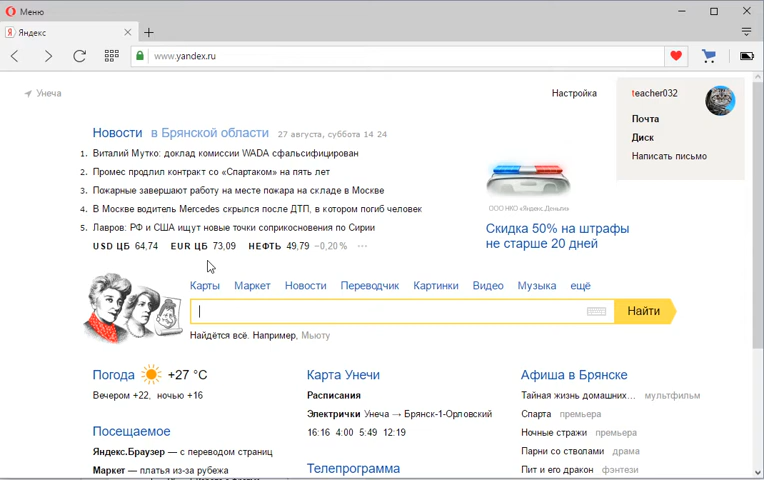 Меню
Яндекс
www.yandex.ru
Унеча
Настройка
teacher032
Почта
Диск
Написать письмо
Новости в Брянской области 27 августа, суббота 14 24
1. Виталий Мутко: доклад комиссии WADA сфальсифицирован
2. Промес продлил контракт со «Спартаком» на пять лет
3. Пожарные завершают работу на месте пожара на складе в Москве
4. В Москве водитель Mercedes скрылся после ДТП, в котором погиб человек
5. Лавров: РФ и США ищут новые точки соприкосновения по Сирии
USD ЦБ 64,74 EUR ЦБ 73,09 НЕФТЬ 49,79 −0,20 % ···
ООО НКО «Яндекс.Деньги»
Скидка 50% на штрафы
не старше 20 дней
Карты Маркет Новости Переводчик Картинки Видео Музыка ещё
Найти
Найдётся всё. Например, Мьюту
Погода +27 °C
Вечером +22, ночью +16
Посещаемое
Яндекс.Браузер — с переводом страниц
Маркет — платья из-за рубежа
Карта Унечи
Расписания
Электрички Унеча → Брянск-1-Орловский
16:16 4:00 5:49 12:19
Телепрограмма
Афиша в Брянске
Тайная жизнь домашних... мультфильм
Спарта премьера
Ночные стражи премьера
Парни со стволами драма
Пит и его дракон фэнтези